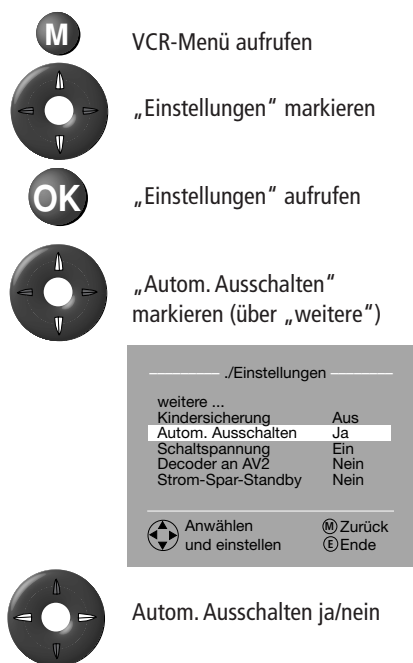 M
VCR-Menü aufrufen
„Einstellungen“ markieren
OK
„Einstellungen“ aufrufen
„Autom. Ausschalten“
markieren (über „weitere“)
./Einstellungen
weitere ...
Kindersicherung Aus
Autom. Ausschalten Ja
Schaltspannung Ein
Decoder an AV2 Nein
Strom-Spar-Standby Nein
Anwählen M Zurück
und einstellen E Ende
Autom. Ausschalten ja/nein